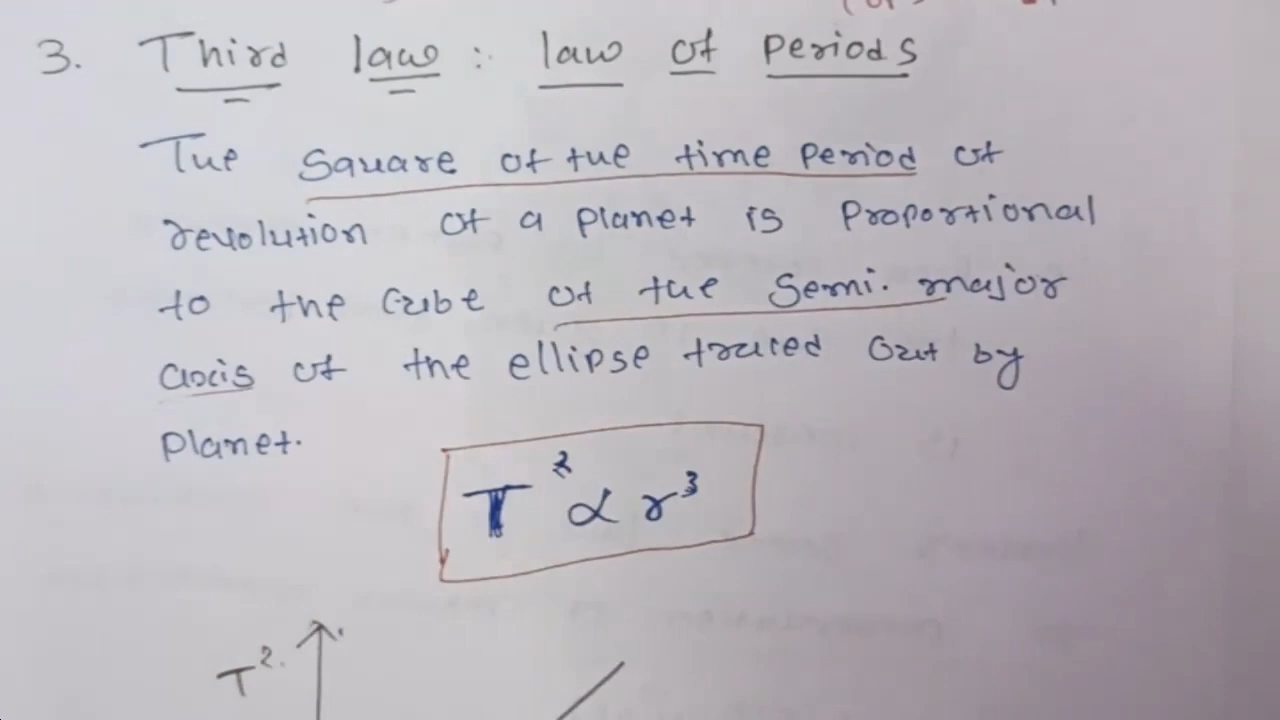 3. Third law : law of Periods
The Square of the time Period of
revolution of a planet is Proportional
to the Cube of the Semi. major
axis of the ellipse traced Out by
Planet.
T² ∝ r³
T².